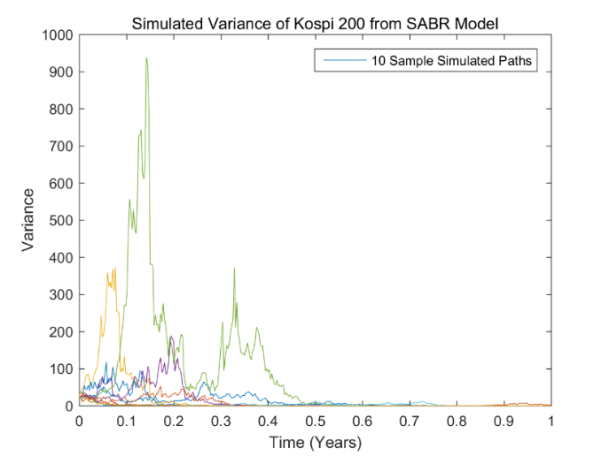 Simulated Variance of Kospi 200 from SABR Model
1000
900
800
700
600
500
400
300
200
100
0
Variance
10 Sample Simulated Paths
0 0.1 0.2 0.3 0.4 0.5 0.6 0.7 0.8 0.9 1
Time (Years)